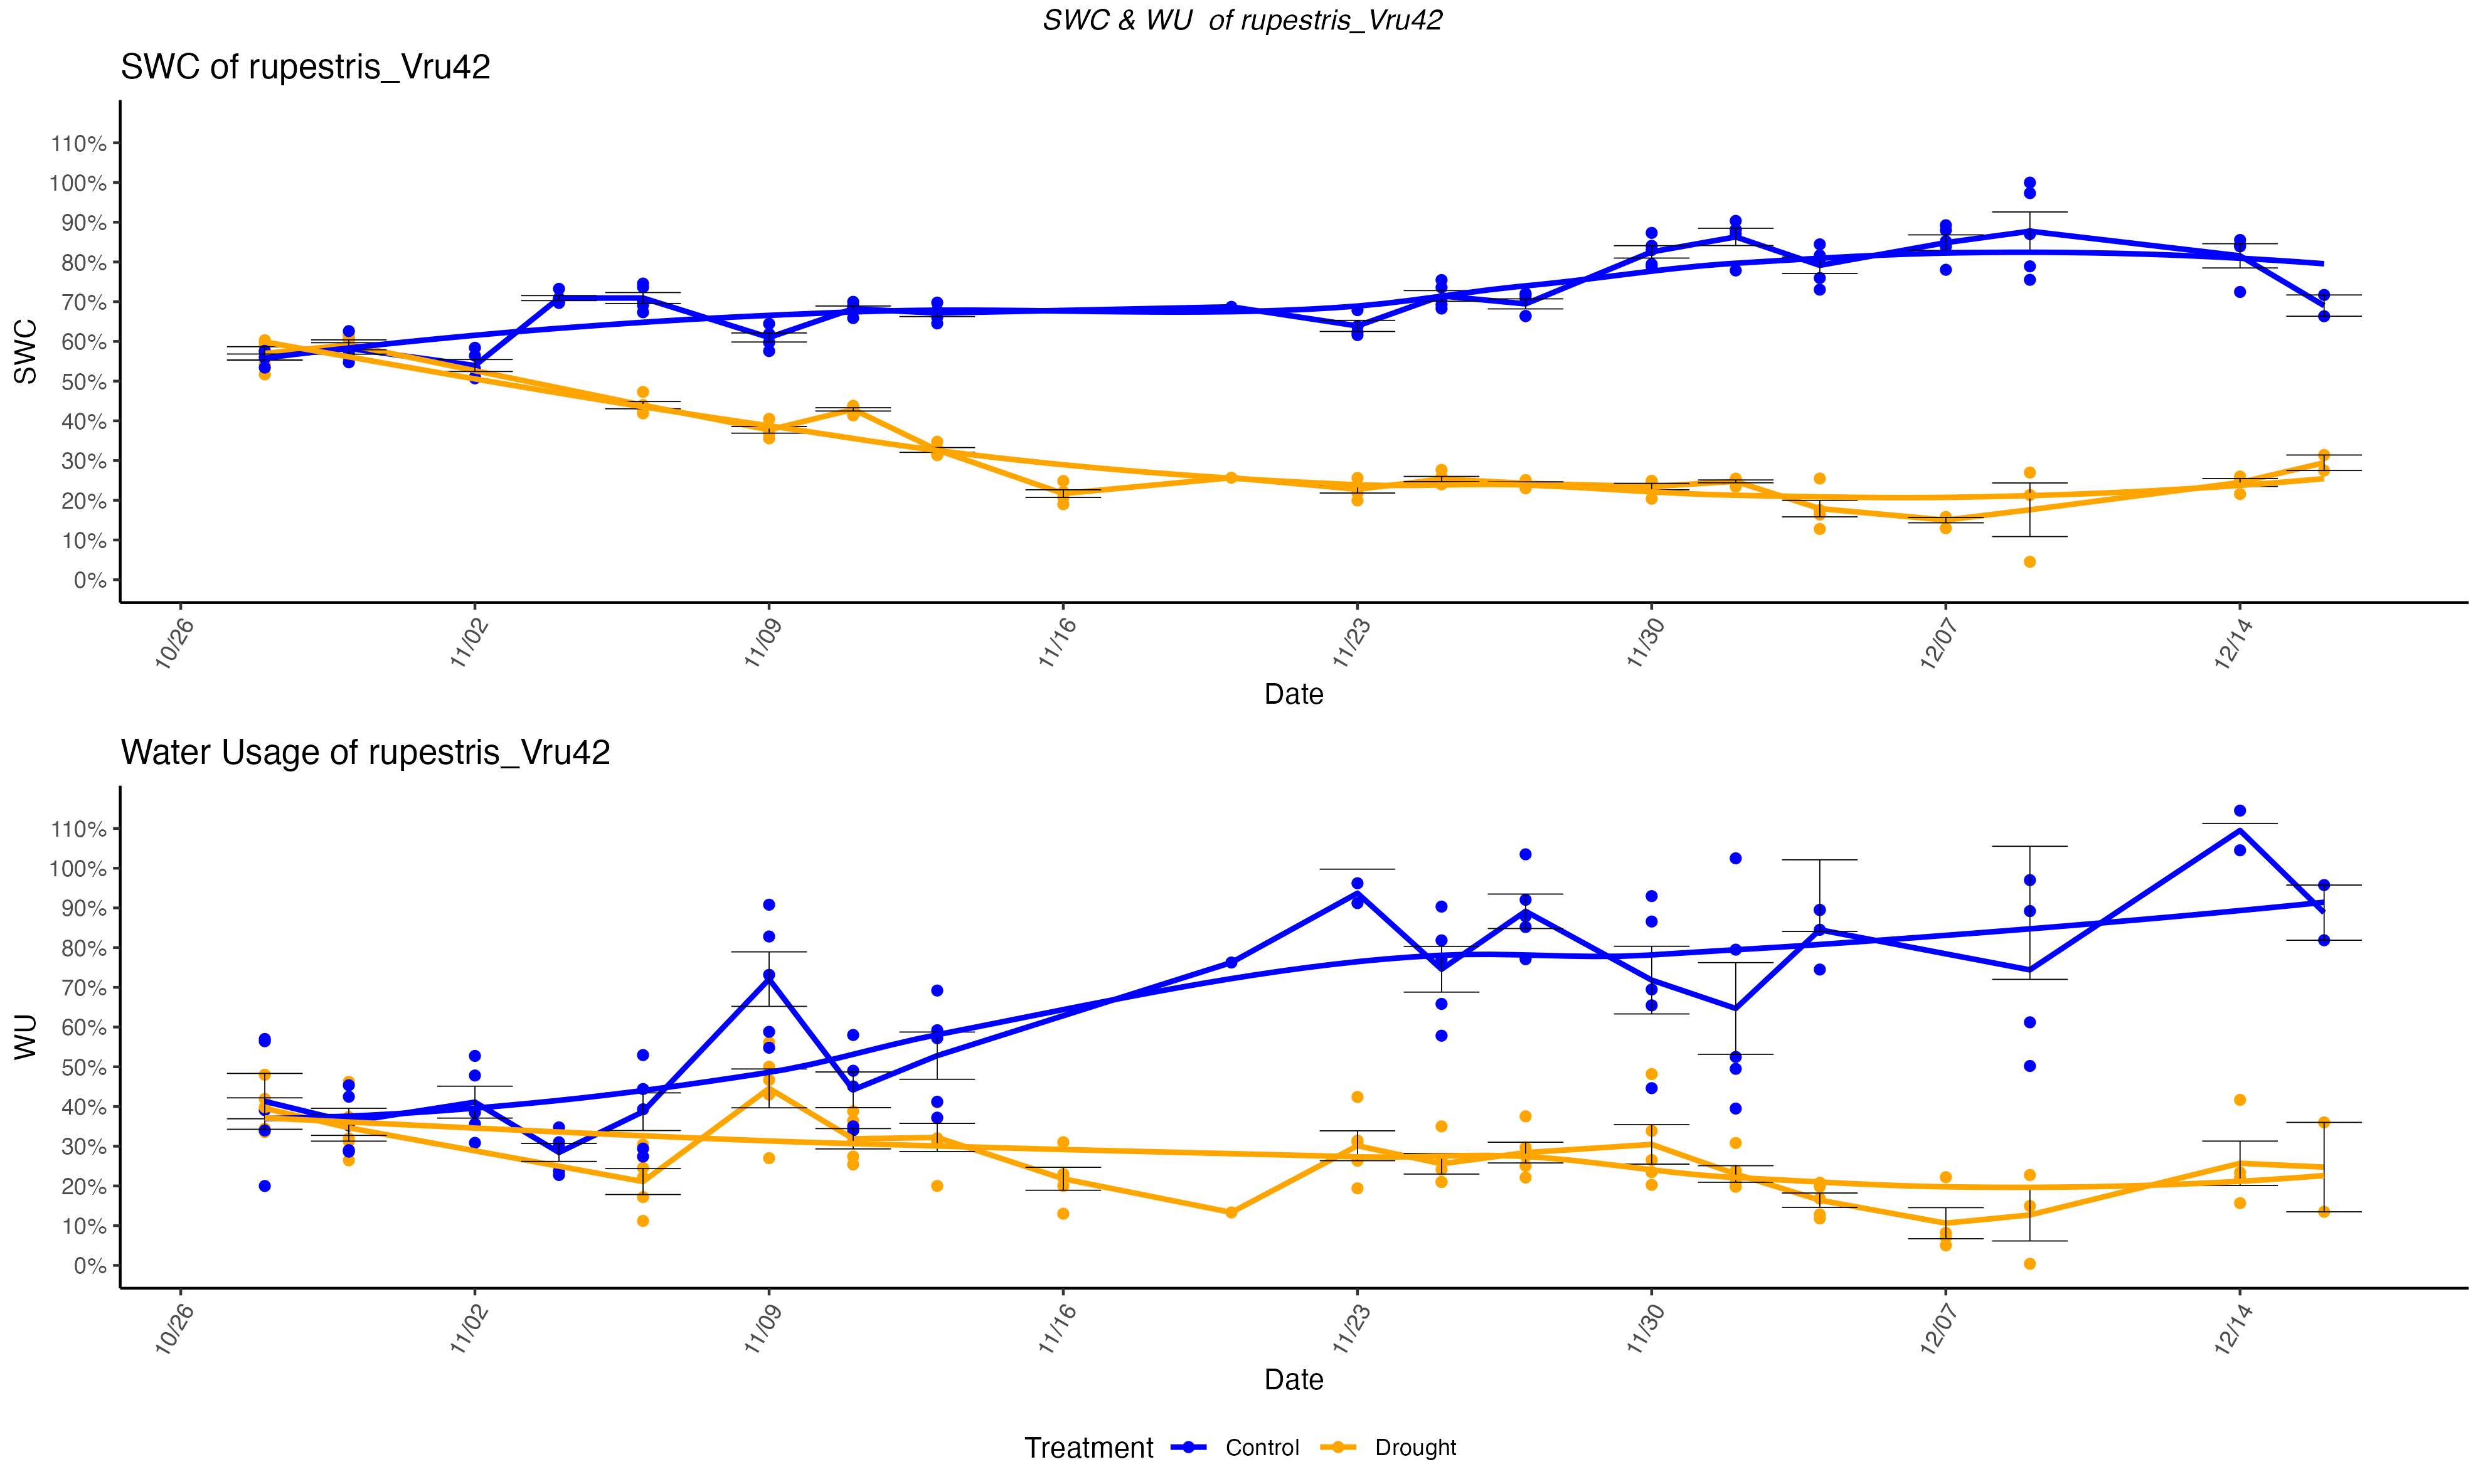 SWC & WU of rupestris_Vru42
SWC of rupestris_Vru42
110%
100%
90%
80%
70%
60%
50%
40%
30%
20%
10%
0%
SWC
10/26 11/02 11/09 11/16 11/23 11/30 12/07 12/14
Date
Water Usage of rupestris_Vru42
110%
100%
90%
80%
70%
60%
50%
40%
30%
20%
10%
0%
WU
10/26 11/02 11/09 11/16 11/23 11/30 12/07 12/14
Date
Treatment Control Drought